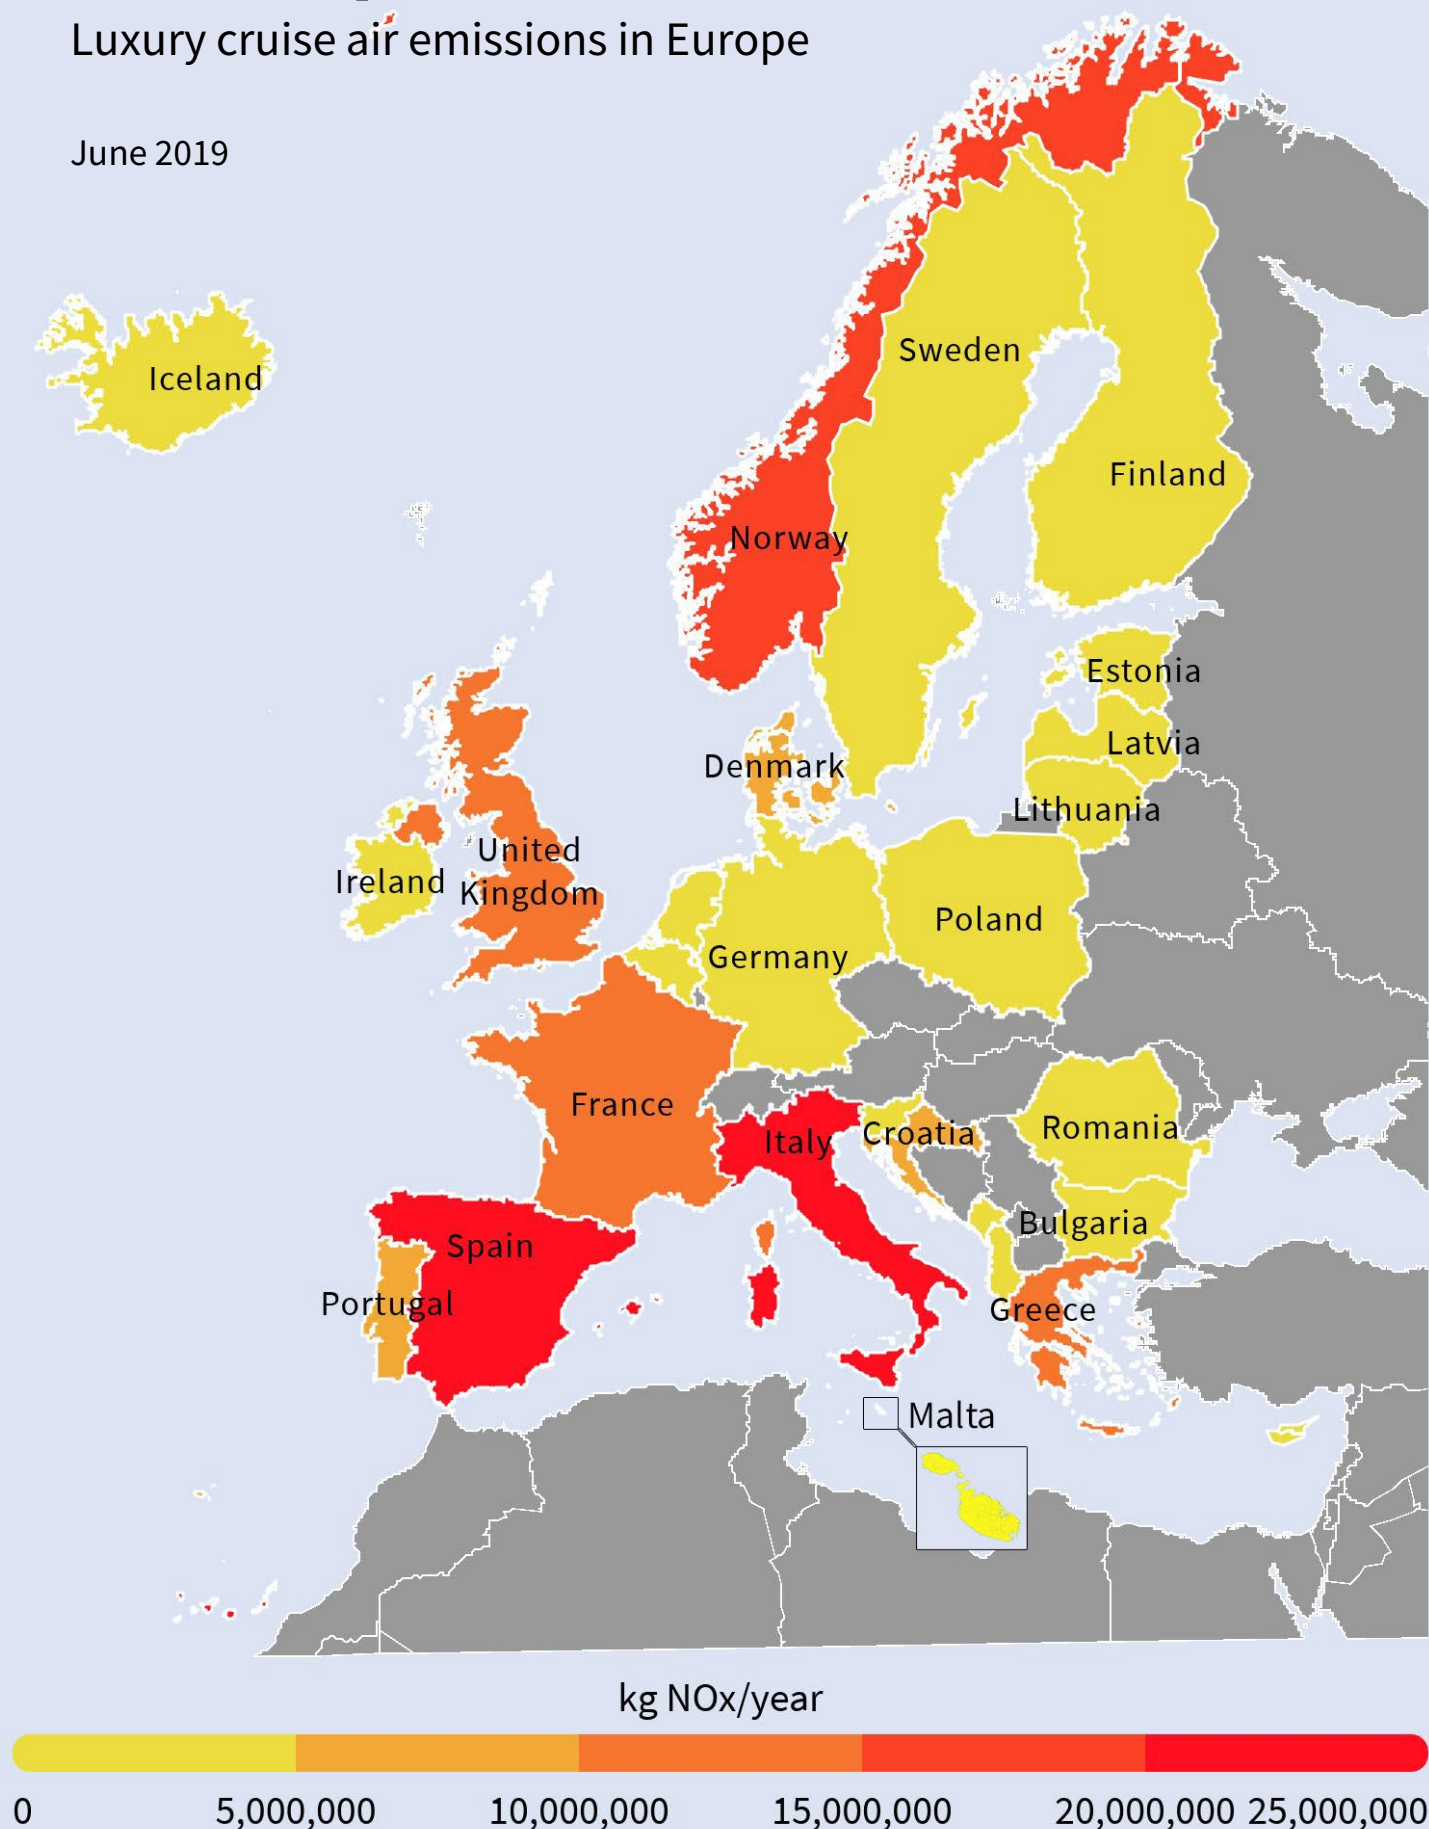 Luxury cruise air emissions in Europe
June 2019
Iceland
Sweden
Finland
Norway
Estonia
Latvia
Denmark
Lithuania
United
Kingdom
Ireland
Poland
Germany
France
Italy
Croatia
Romania
Bulgaria
Spain
Portugal
Greece
Malta
kg NOx/year
0 5,000,000 10,000,000 15,000,000 20,000,000 25,000,000